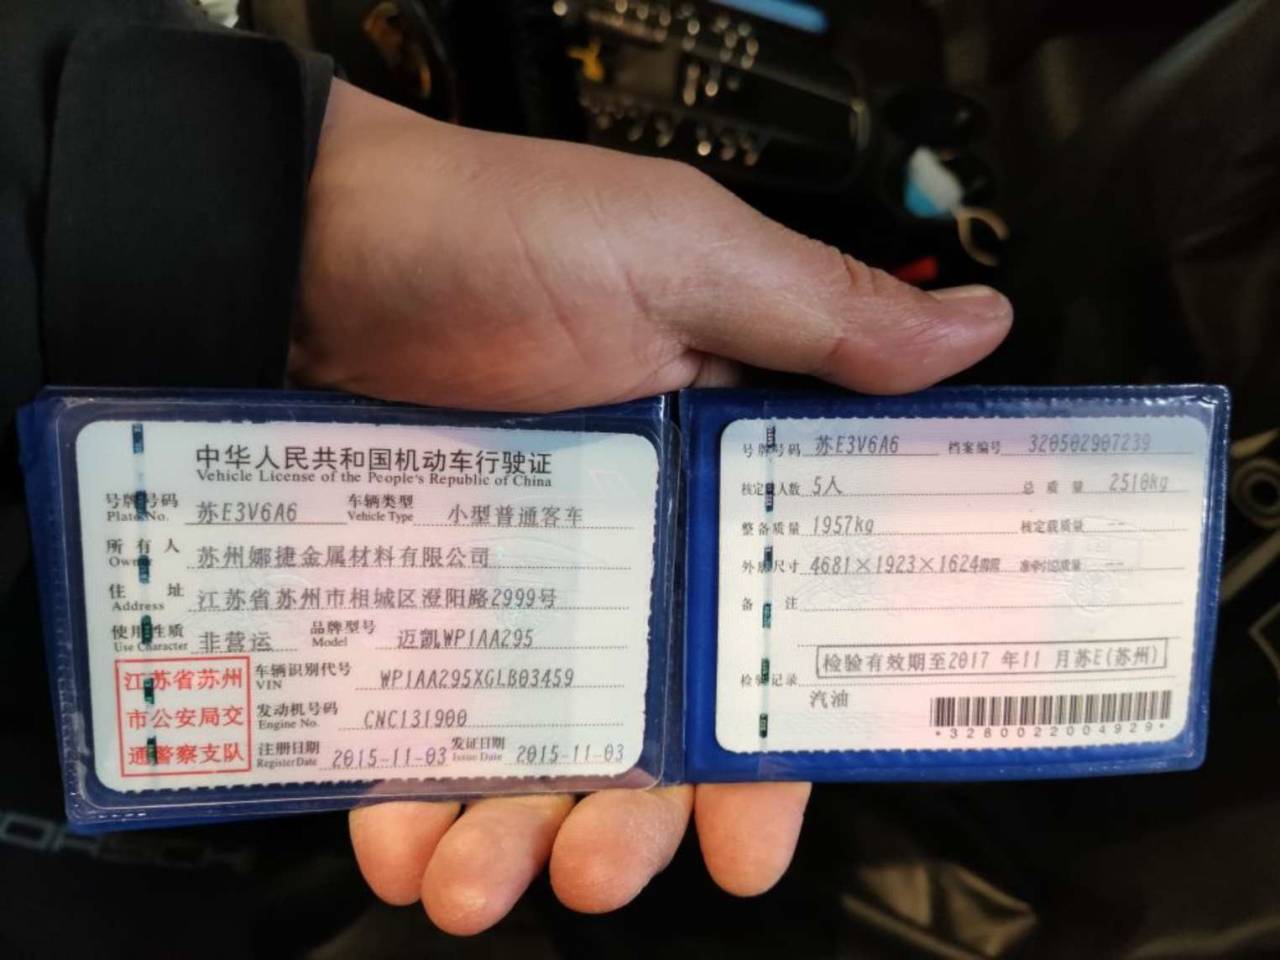 中华人民共和国机动车行驶证
Vehicle License of the People's Republic of China
号牌号码 苏E3V6A6 车辆类型 小型普通客车
Plate No. Vehicle Type
所有人 苏州娜捷金属材料有限公司
Owner
住址 江苏省苏州市相城区澄阳路2999号
Address
使用性质 非营运 品牌型号 迈凯WP1AA295
Use Character Model
江苏省苏州
市公安局交
通警察支队
车辆识别代号 WP1AA295XGLB03459
VIN
发动机号码 CNC131900
Engine No.
注册日期 2015-11-03 发证日期 2015-11-03
Register Date Issue Date
号牌号码 苏E3V6A6 档案编号 320502907239
核定载人数 5人 总质量 2510kg
整备质量 1957kg 核定载质量 --
外廓尺寸 4681×1923×1624mm 准牵引总质量 --
备注
检验记录 检验有效期至2017年11月苏E(苏州)
汽油
*3280022004929*